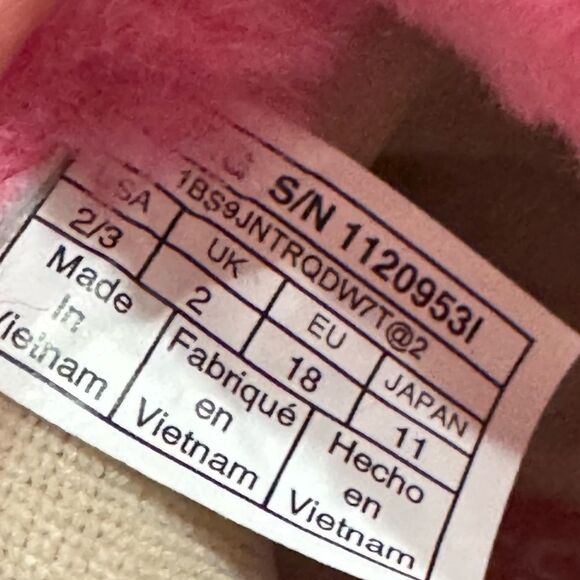 S/N 1120953I
1BS9JNTRQDW7T@2
USA UK EU JAPAN
2/3 2 18 11
Made Fabriqué Hecho
in en en
Vietnam Vietnam Vietnam